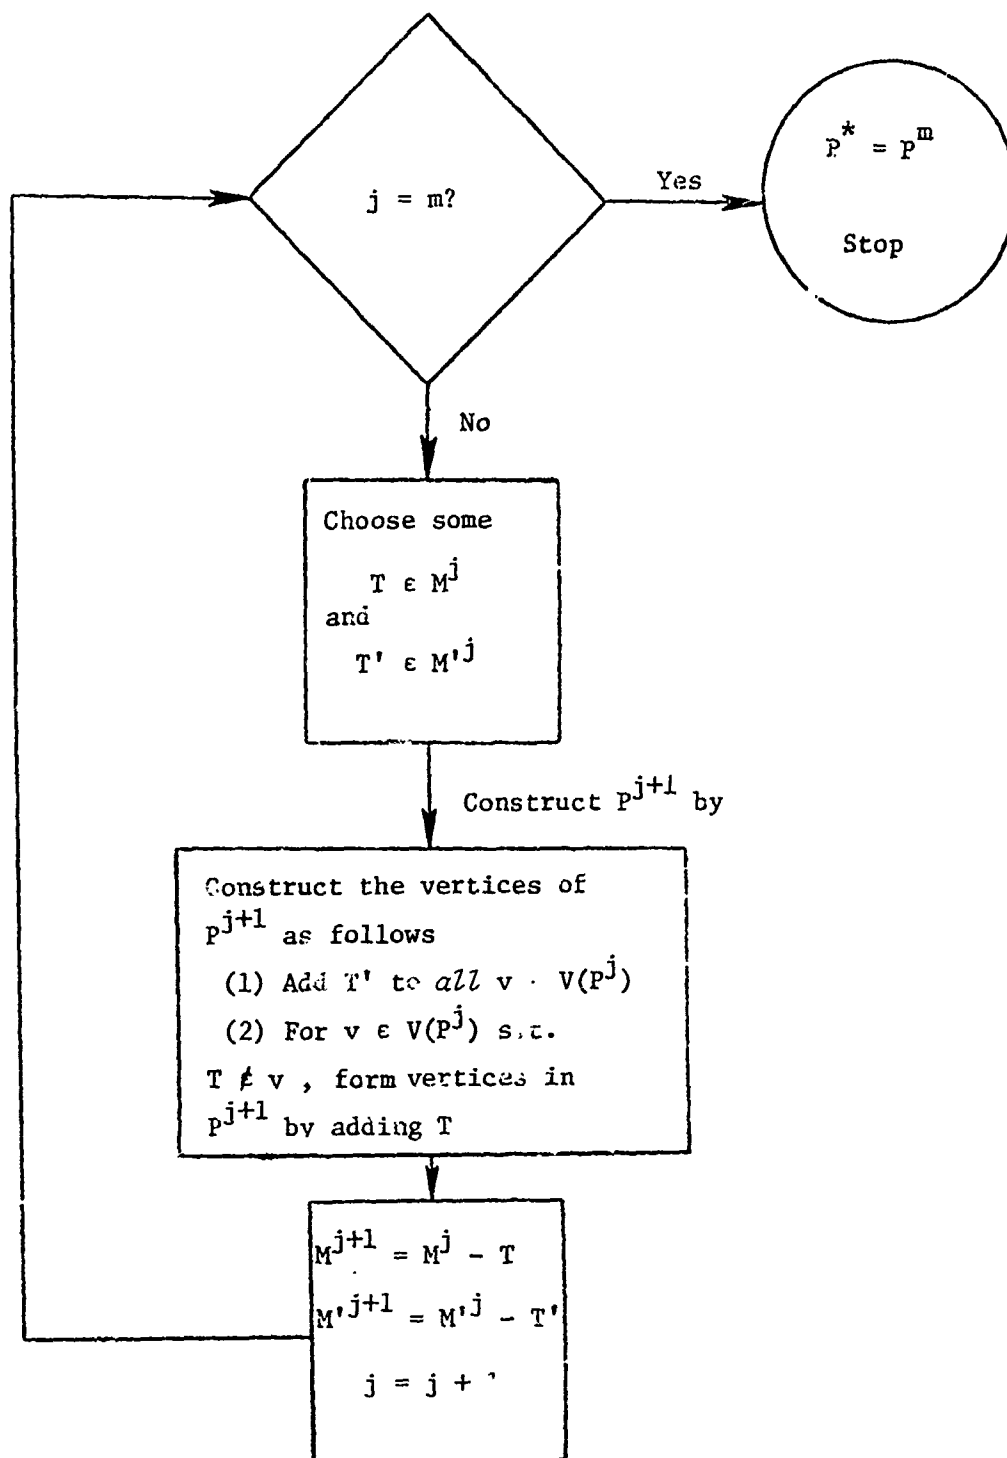 j = m?
Yes
P* = P^m
Stop
No
Choose some
T ε M^j
and
T' ε M'^j
Construct P^{j+1} by
Construct the vertices of
P^{j+1} as follows
(1) Add T' to all v V(P^j)
(2) For v ε V(P^j) s.t.
T ∉ v , form vertices in
P^{j+1} by adding T
M^{j+1} = M^j - T
M'^{j+1} = M'^j - T'
j = j +